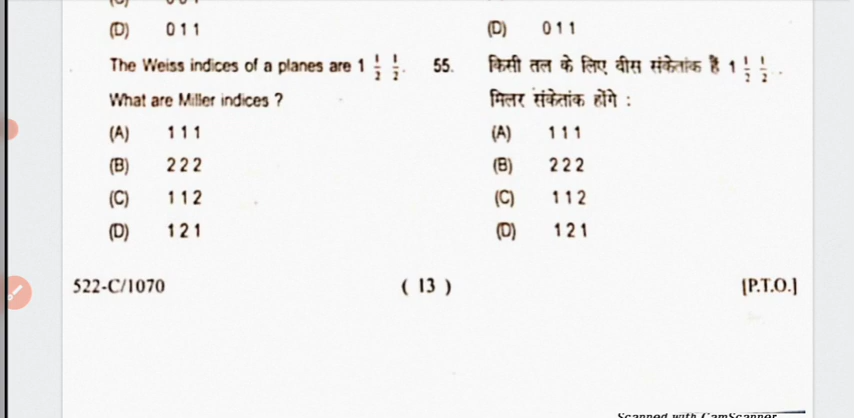 (D) 0 1 1
The Weiss indices of a planes are 1 1/2 1/2.
What are Miller indices ?
(A) 1 1 1
(B) 2 2 2
(C) 1 1 2
(D) 1 2 1
(D) 0 1 1
55. किसी तल के लिए वीस संकेतांक हैं 1 1/2 1/2 .
मिलर संकेतांक होंगे :
(A) 1 1 1
(B) 2 2 2
(C) 1 1 2
(D) 1 2 1
522-C/1070 ( 13 ) [P.T.O.]
Scanned with CamScanner